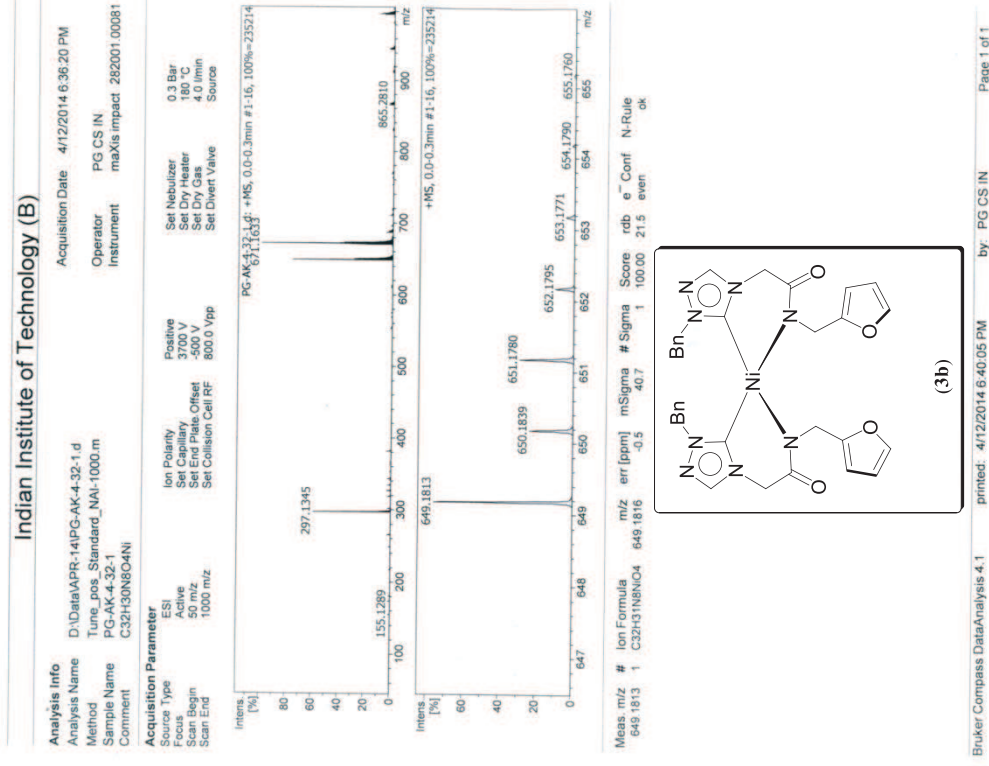 Indian Institute of Technology (B)
Analysis Info
Acquisition Date 4/12/2014 6:36:20 PM
Analysis Name D:\Data\APR-14\PG-AK-4-32-1.d
Method Tune_pos_Standard_NAI-1000.m
Operator PG CS IN
Sample Name PG-AK-4-32-1
Instrument maXis impact 282001.00081
Comment C32H30N8O4Ni
Acquisition Parameter
Source Type ESI Ion Polarity Positive Set Nebulizer 0.3 Bar
Focus Active Set Capillary 3700 V Set Dry Heater 180 °C
Scan Begin 50 m/z Set End Plate Offset -500 V Set Dry Gas 4.0 l/min
Scan End 1000 m/z Set Collision Cell RF 800.0 Vpp Set Divert Valve Source
Intens.
[%]
PG-AK-4-32-1.d: +MS, 0.0-0.3min #1-16, 100%=235214
671.1633
80
60
297.1345
40
20
155.1289
865.2810
0
100 200 300 400 500 600 700 800 900 m/z
Intens.
[%]
+MS, 0.0-0.3min #1-16, 100%=235214
649.1813
80
60
40
651.1780
650.1839
20
652.1795
653.1771
654.1790
655.1760
0
647 648 649 650 651 652 653 654 655 m/z
Meas. m/z # Ion Formula m/z err [ppm] mSigma # Sigma Score rdb e⁻ Conf N-Rule
649.1813 1 C32H31N8NiO4 649.1816 -0.5 40.7 1 100.00 21.5 even ok
Bn Bn
N N N N
N N
Ni
N N
O O
O O
(3b)
Bruker Compass DataAnalysis 4.1 printed: 4/12/2014 6:40:05 PM by: PG CS IN Page 1 of 1